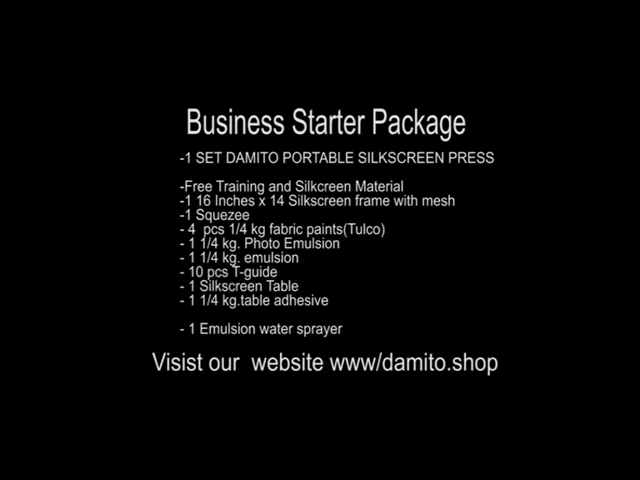 Business Starter Package
-1 SET DAMITO PORTABLE SILKSCREEN PRESS
-Free Training and Silkcreen Material
-1 16 Inches x 14 Silkscreen frame with mesh
-1 Squezee
- 4  pcs 1/4 kg fabric paints(Tulco)
- 1 1/4 kg. Photo Emulsion
- 1 1/4 kg. emulsion
- 10 pcs T-guide
- 1 Silkscreen Table
- 1 1/4 kg.table adhesive
- 1 Emulsion water sprayer
Visist our  website www/damito.shop